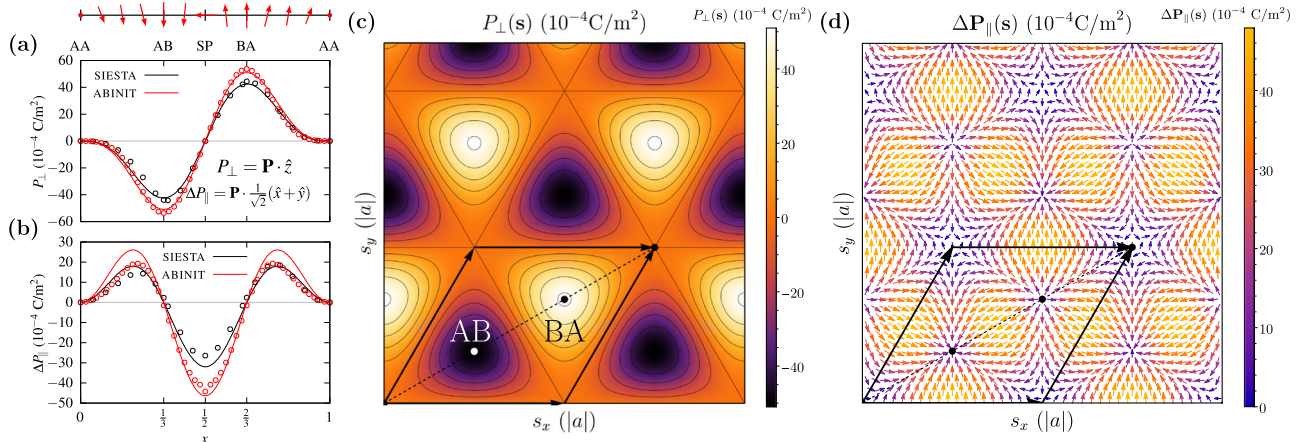 (a)
AA AB SP BA AA
60
40
20
0
−20
−40
−60
P⊥ (10⁻⁴ C/m²)
SIESTA
ABINIT
P⊥ = P · ẑ
ΔP∥ = P · 1/√2 (x̂ + ŷ)
(b)
30
20
10
0
−10
−20
−30
−40
−50
ΔP∥ (10⁻⁴ C/m²)
SIESTA
ABINIT
0 1/3 1/2 2/3 1
x
(c)
P⊥(s) (10⁻⁴C/m²)
P⊥(s) (10⁻⁴ C/m²)
40
20
0
−20
−40
AB
BA
s_y (|a|)
s_x (|a|)
(d)
ΔP∥(s) (10⁻⁴C/m²)
ΔP∥(s) (10⁻⁴ C/m²)
40
30
20
10
0
s_y (|a|)
s_x (|a|)